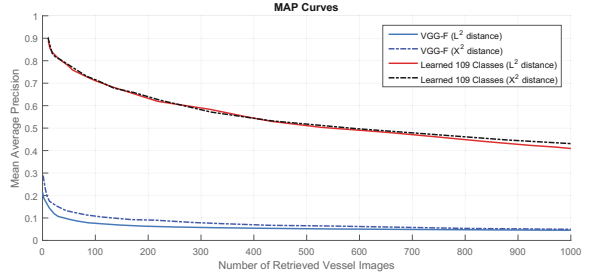 MAP Curves
1
0.9
0.8
0.7
0.6
0.5
0.4
0.3
0.2
0.1
0
Mean Average Precision
VGG-F (L² distance)
VGG-F (X² distance)
Learned 109 Classes (L² distance)
Learned 109 Classes (X² distance)
0 100 200 300 400 500 600 700 800 900 1000
Number of Retrieved Vessel Images